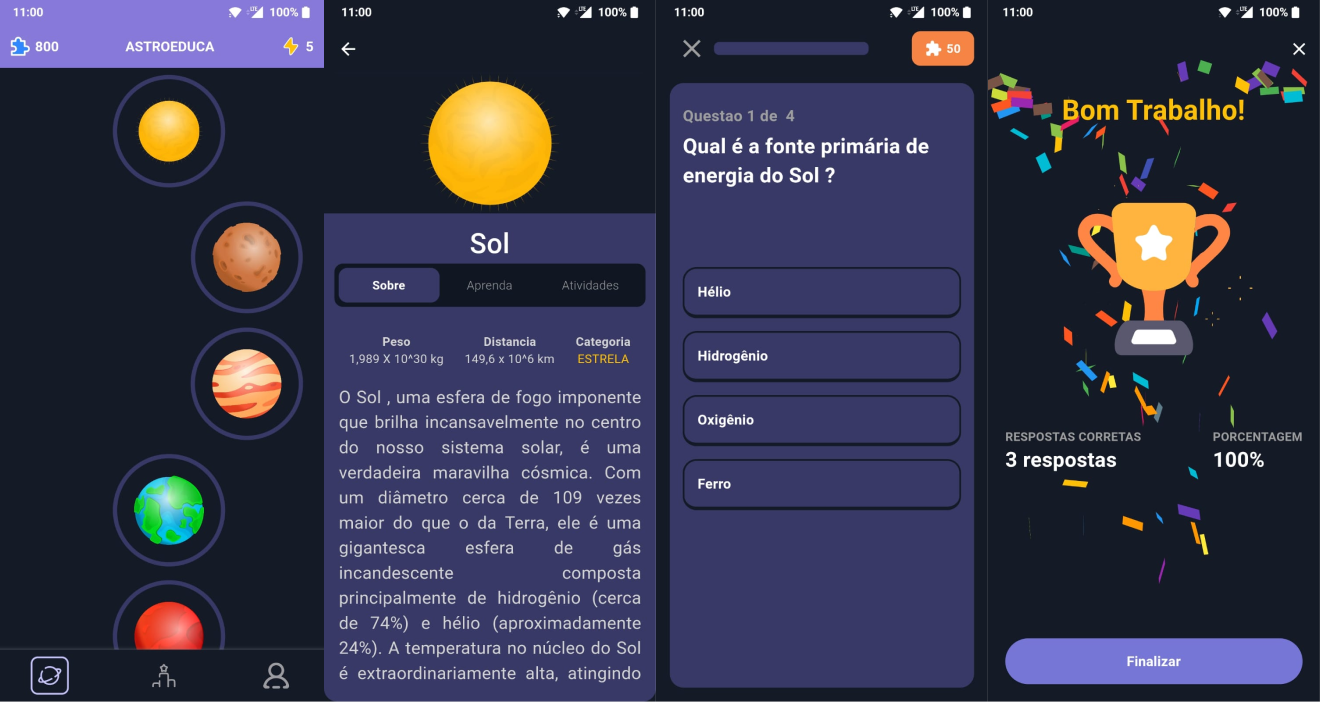 11:00
LTE 100%
800 ASTROEDUCA 5
11:00
LTE 100%
Sol
Sobre Aprenda Atividades
Peso Distancia Categoria
1,989 X 10^30 kg 149,6 x 10^6 km ESTRELA
O Sol , uma esfera de fogo imponente
que brilha incansavelmente no centro
do nosso sistema solar, é uma
verdadeira maravilha cósmica. Com
um diâmetro cerca de 109 vezes
maior do que o da Terra, ele é uma
gigantesca esfera de gás
incandescente composta
principalmente de hidrogênio (cerca
de 74%) e hélio (aproximadamente
24%). A temperatura no núcleo do Sol
é extraordinariamente alta, atingindo
11:00
LTE 100%
50
Questao 1 de 4
Qual é a fonte primária de
energia do Sol ?
Hélio
Hidrogênio
Oxigênio
Ferro
11:00
LTE 100%
Bom Trabalho!
RESPOSTAS CORRETAS PORCENTAGEM
3 respostas 100%
Finalizar